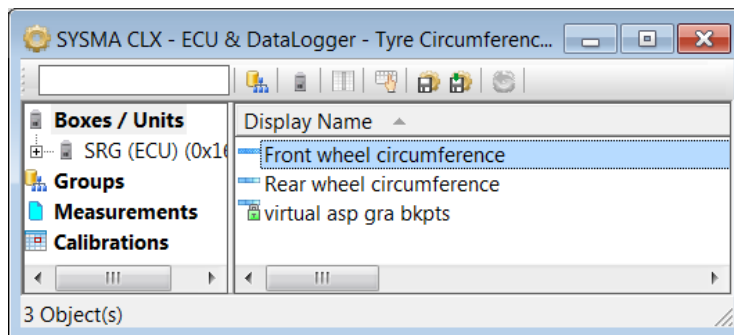 SYSMA CLX - ECU & DataLogger - Tyre Circumferenc...
Boxes / Units
SRG (ECU) (0x16
Groups
Measurements
Calibrations
Display Name
Front wheel circumference
Rear wheel circumference
virtual asp gra bkpts
3 Object(s)